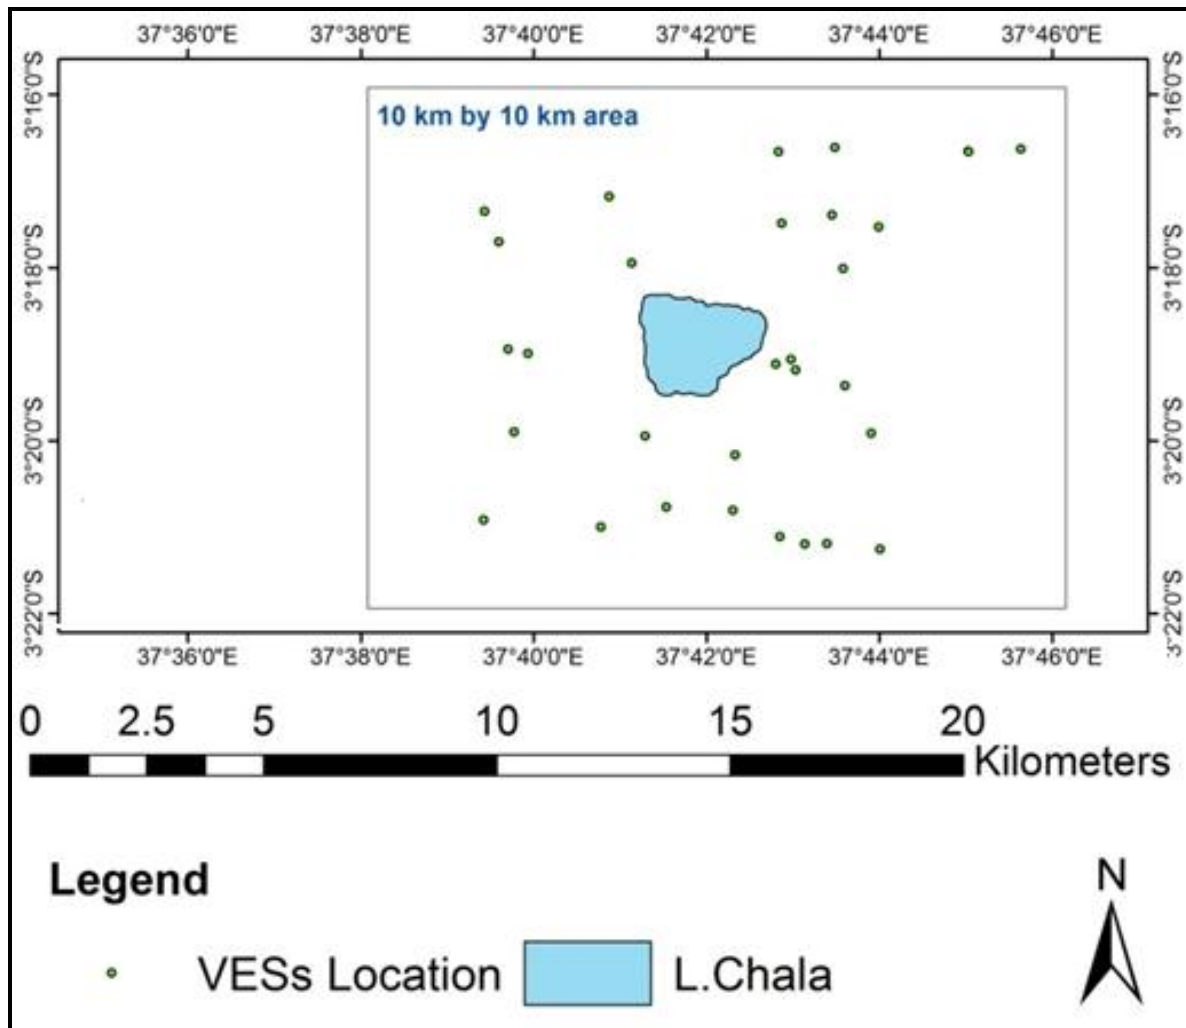 37°36'0"E 37°38'0"E 37°40'0"E 37°42'0"E 37°44'0"E 37°46'0"E
3°16'0"S 3°16'0"S
10 km by 10 km area
3°18'0"S 3°18'0"S
3°20'0"S 3°20'0"S
3°22'0"S 3°22'0"S
37°36'0"E 37°38'0"E 37°40'0"E 37°42'0"E 37°44'0"E 37°46'0"E
0 2.5 5 10 15 20
Kilometers
Legend
N
VESs Location L.Chala